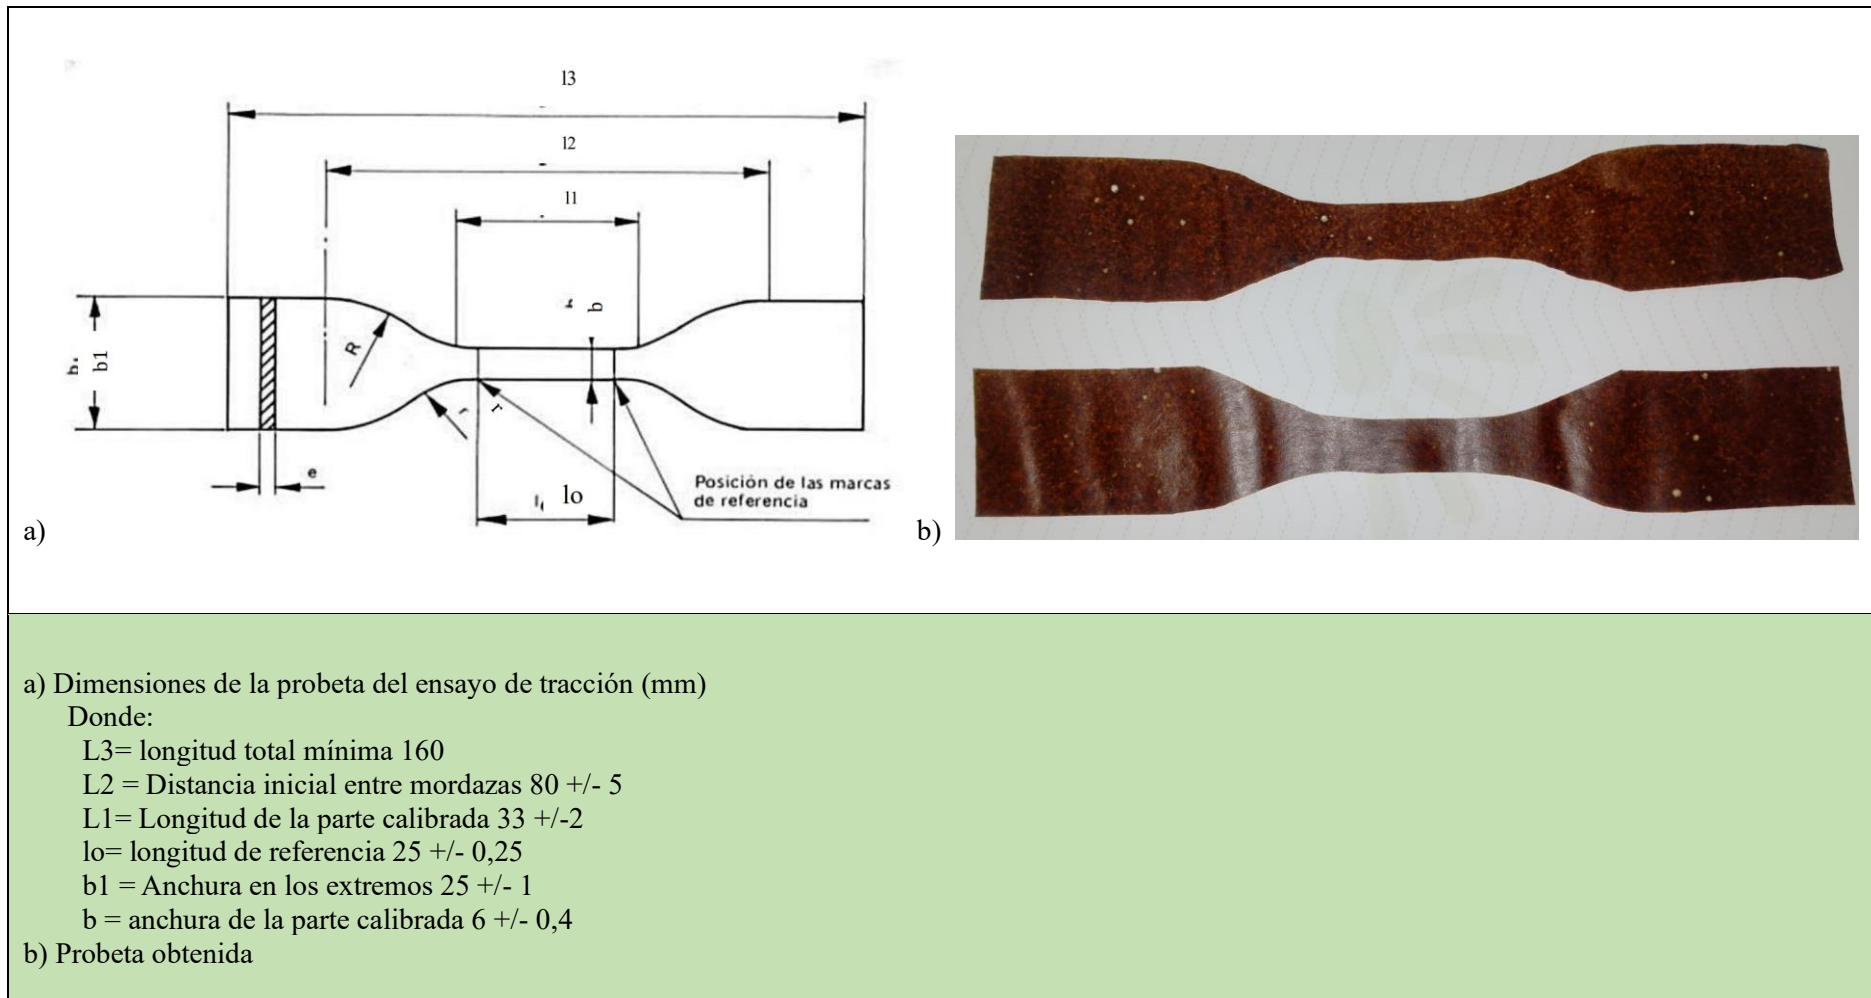 l3
l2
l1
b
b1
R
r
r
e
lo
Posición de las marcas
de referencia
a)
b)
a) Dimensiones de la probeta del ensayo de tracción (mm)
Donde:
L3= longitud total mínima 160
L2 = Distancia inicial entre mordazas 80 +/- 5
L1= Longitud de la parte calibrada 33 +/-2
lo= longitud de referencia 25 +/- 0,25
b1 = Anchura en los extremos 25 +/- 1
b = anchura de la parte calibrada 6 +/- 0,4
b) Probeta obtenida